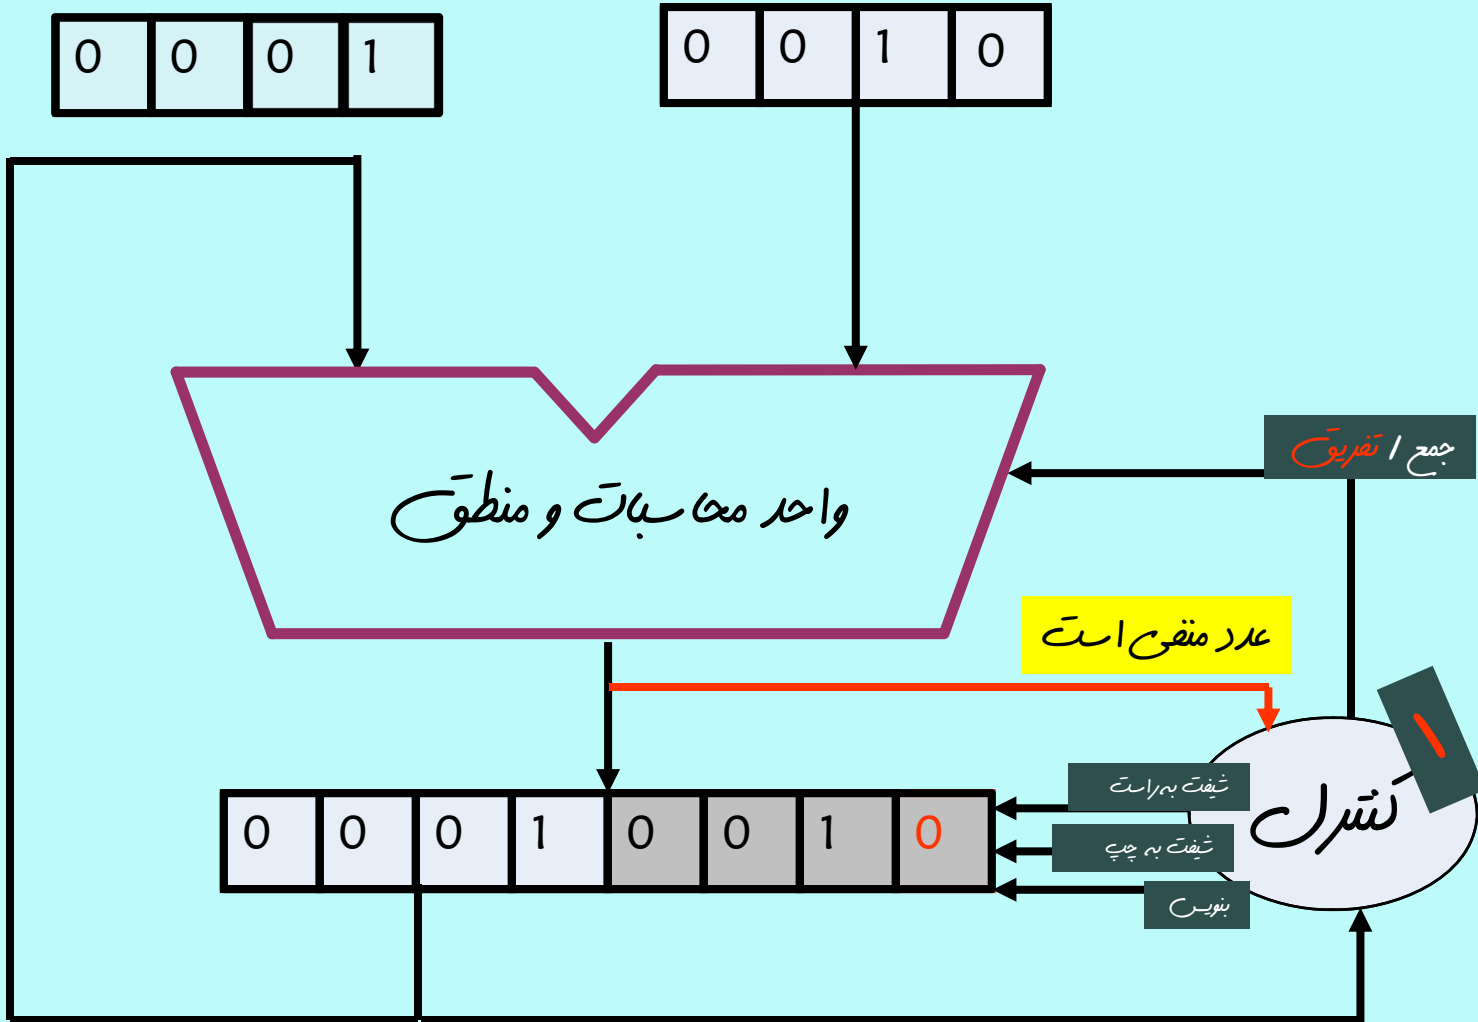 0 0 0 1
0 0 1 0
جمع / تفریق
واحد محاسبات و منطق
عدد منفی است
۱
شیفت به راست
کنترل
0 0 0 1 0 0 1 0
شیفت به چپ
بنویس